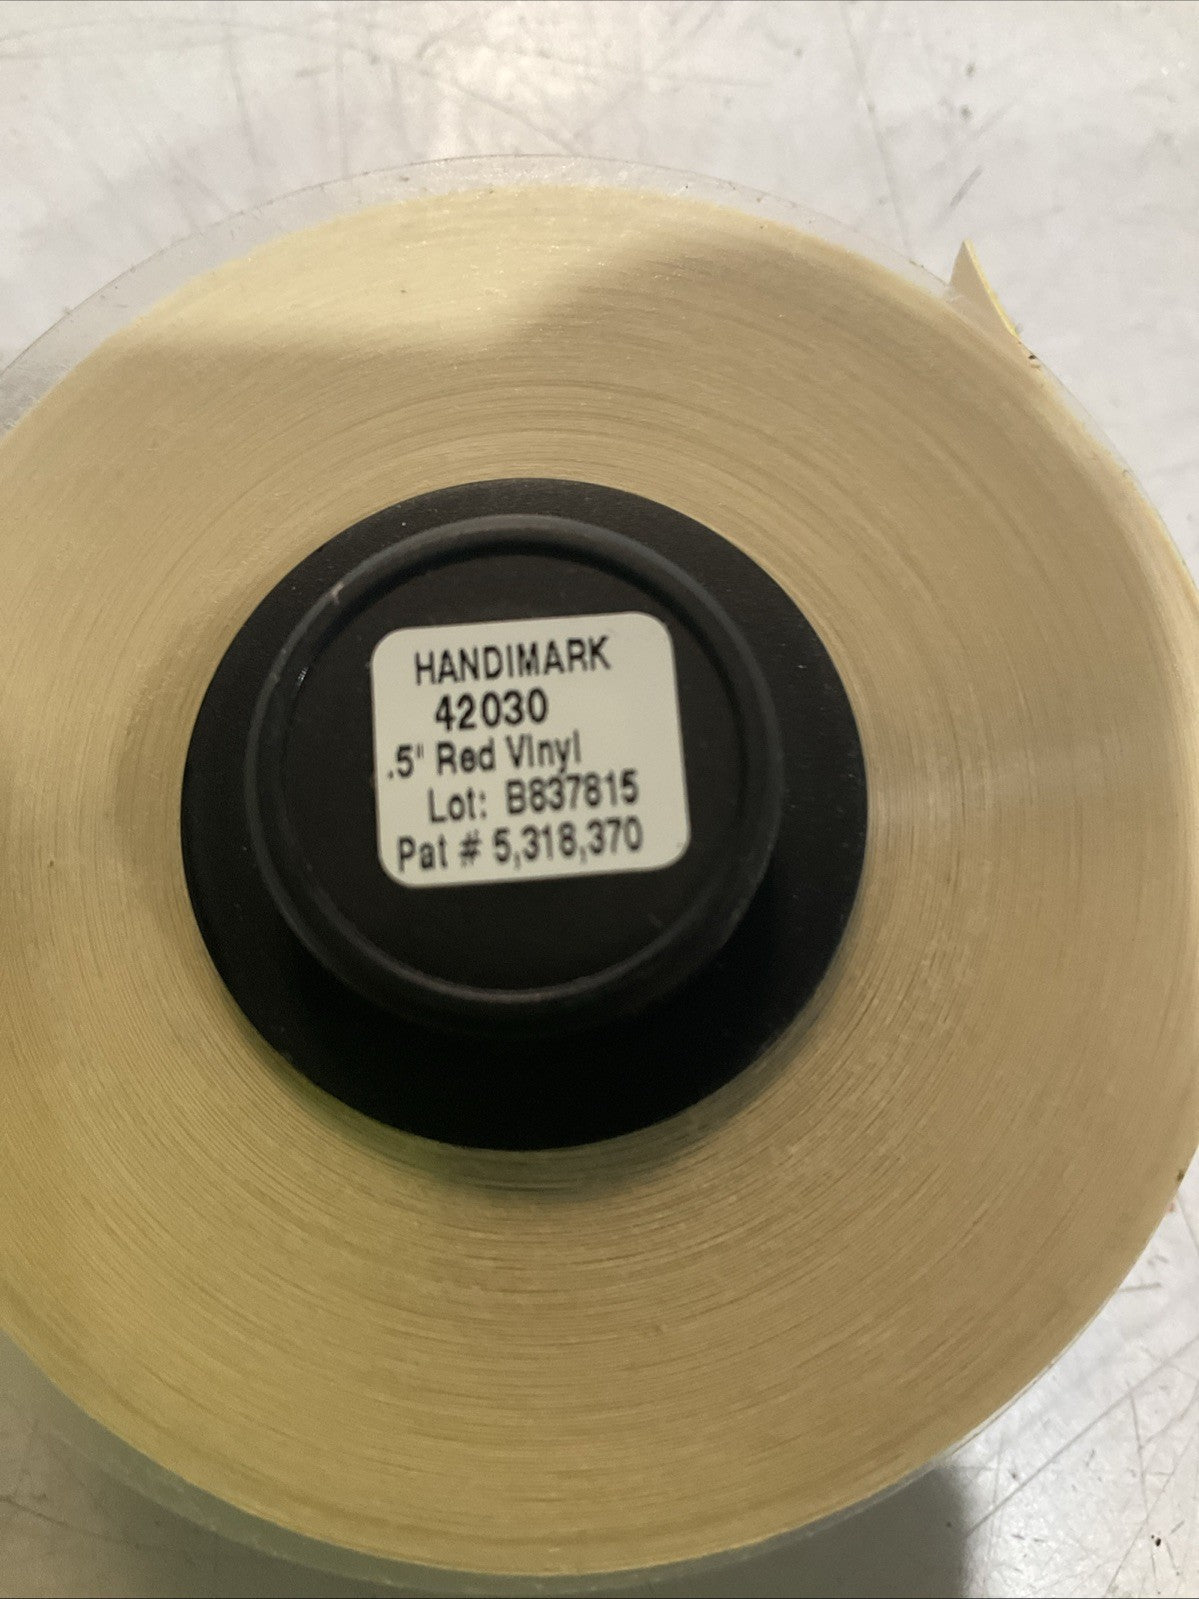 HANDIMARK
42030
.5" Red Vinyl
Lot: B837815
Pat # 5,318,370